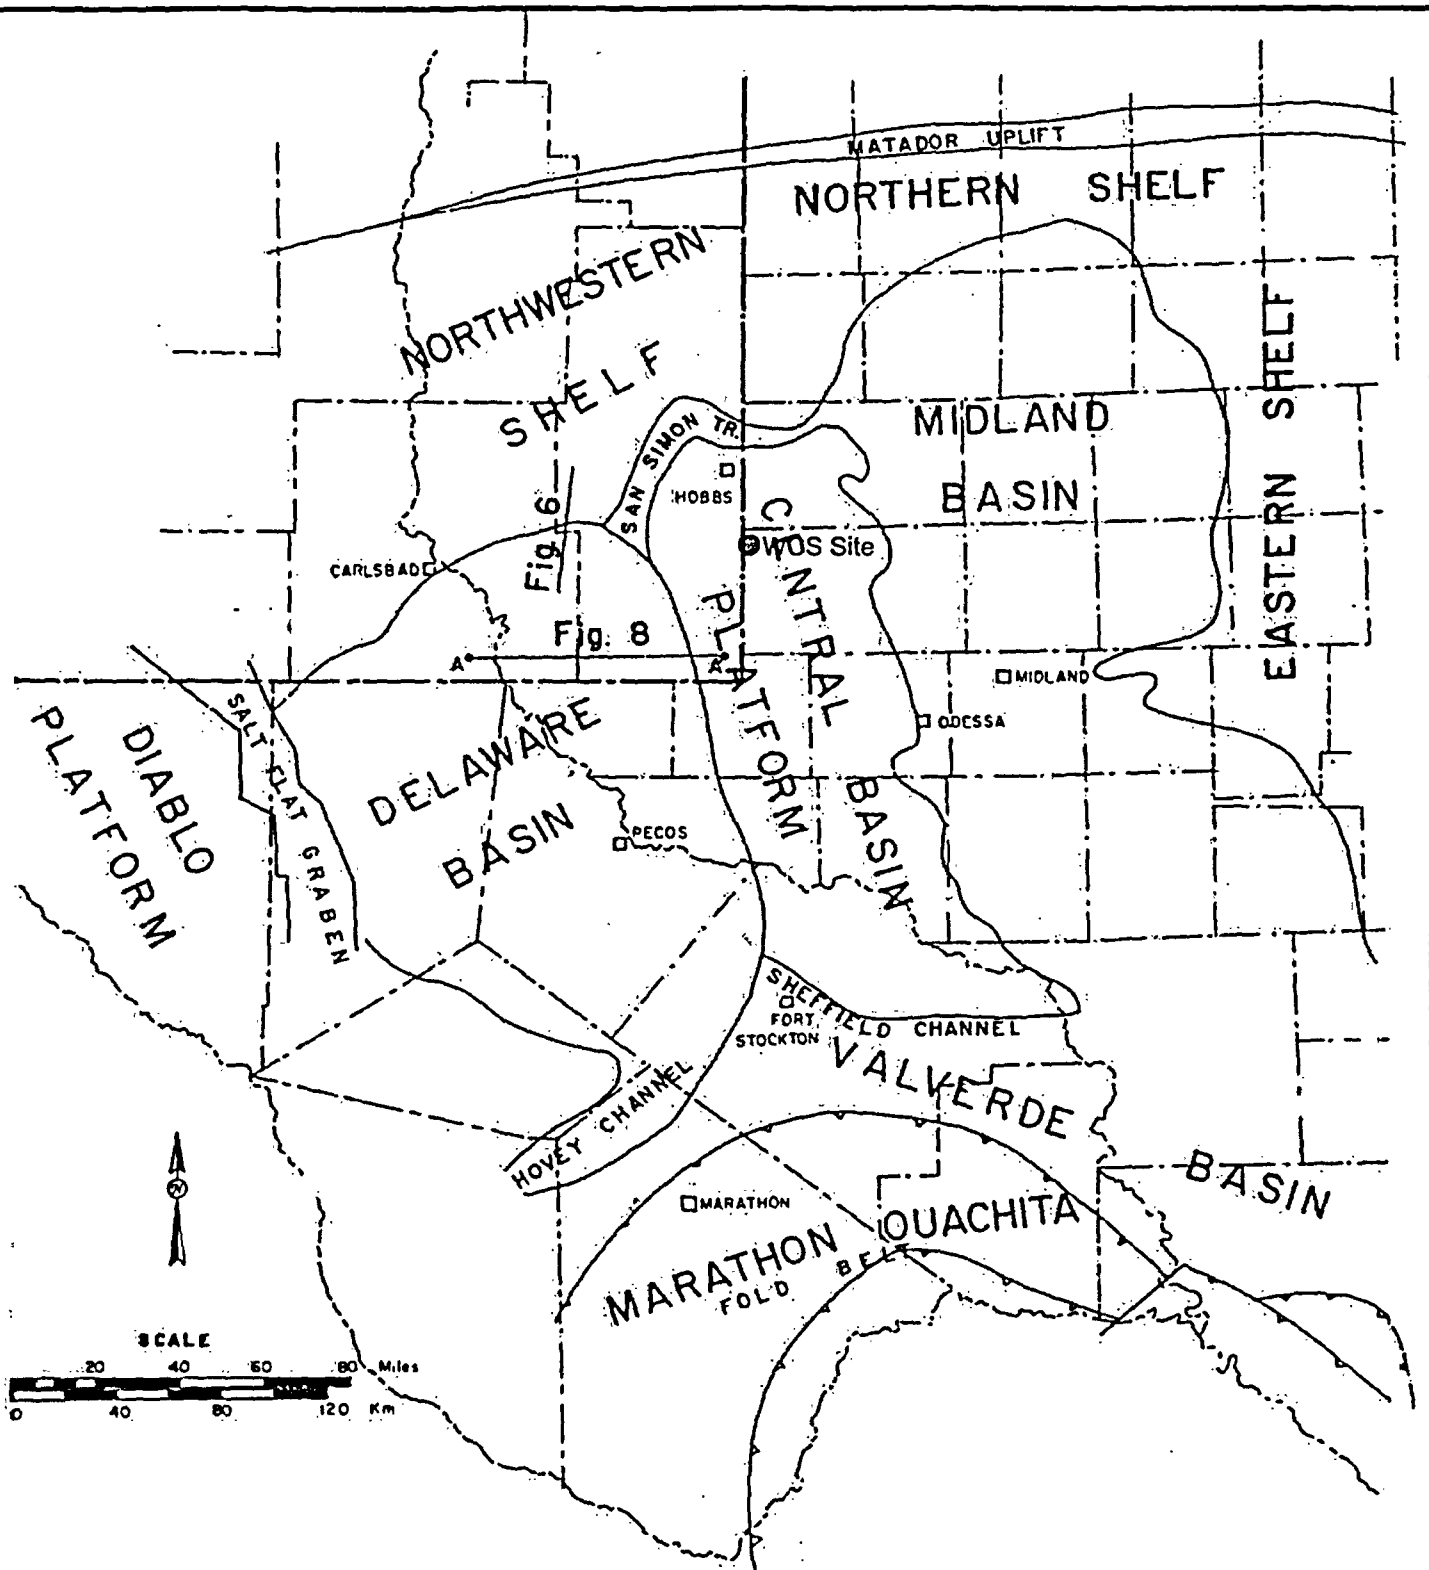 MATADOR UPLIFT
NORTHERN SHELF
NORTHWESTERN
SHELF
EASTERN SHELF
SAN SIMON TR.
MIDLAND
BASIN
HOBBS
Fig. 6
WCS Site
CARLSBAD
CENTRAL
PLATFORM
BASIN
Fig. 8
A
A'
MIDLAND
ODESSA
DIABLO
PLATFORM
SALT FLAT GRABEN
DELAWARE
BASIN
PECOS
SHEFFIELD CHANNEL
FORT
STOCKTON
VALVERDE
BASIN
HOVEY CHANNEL
MARATHON
MARATHON OUACHITA
FOLD BELT
N
SCALE
20 40 60 80 Miles
0 40 80 120 Km